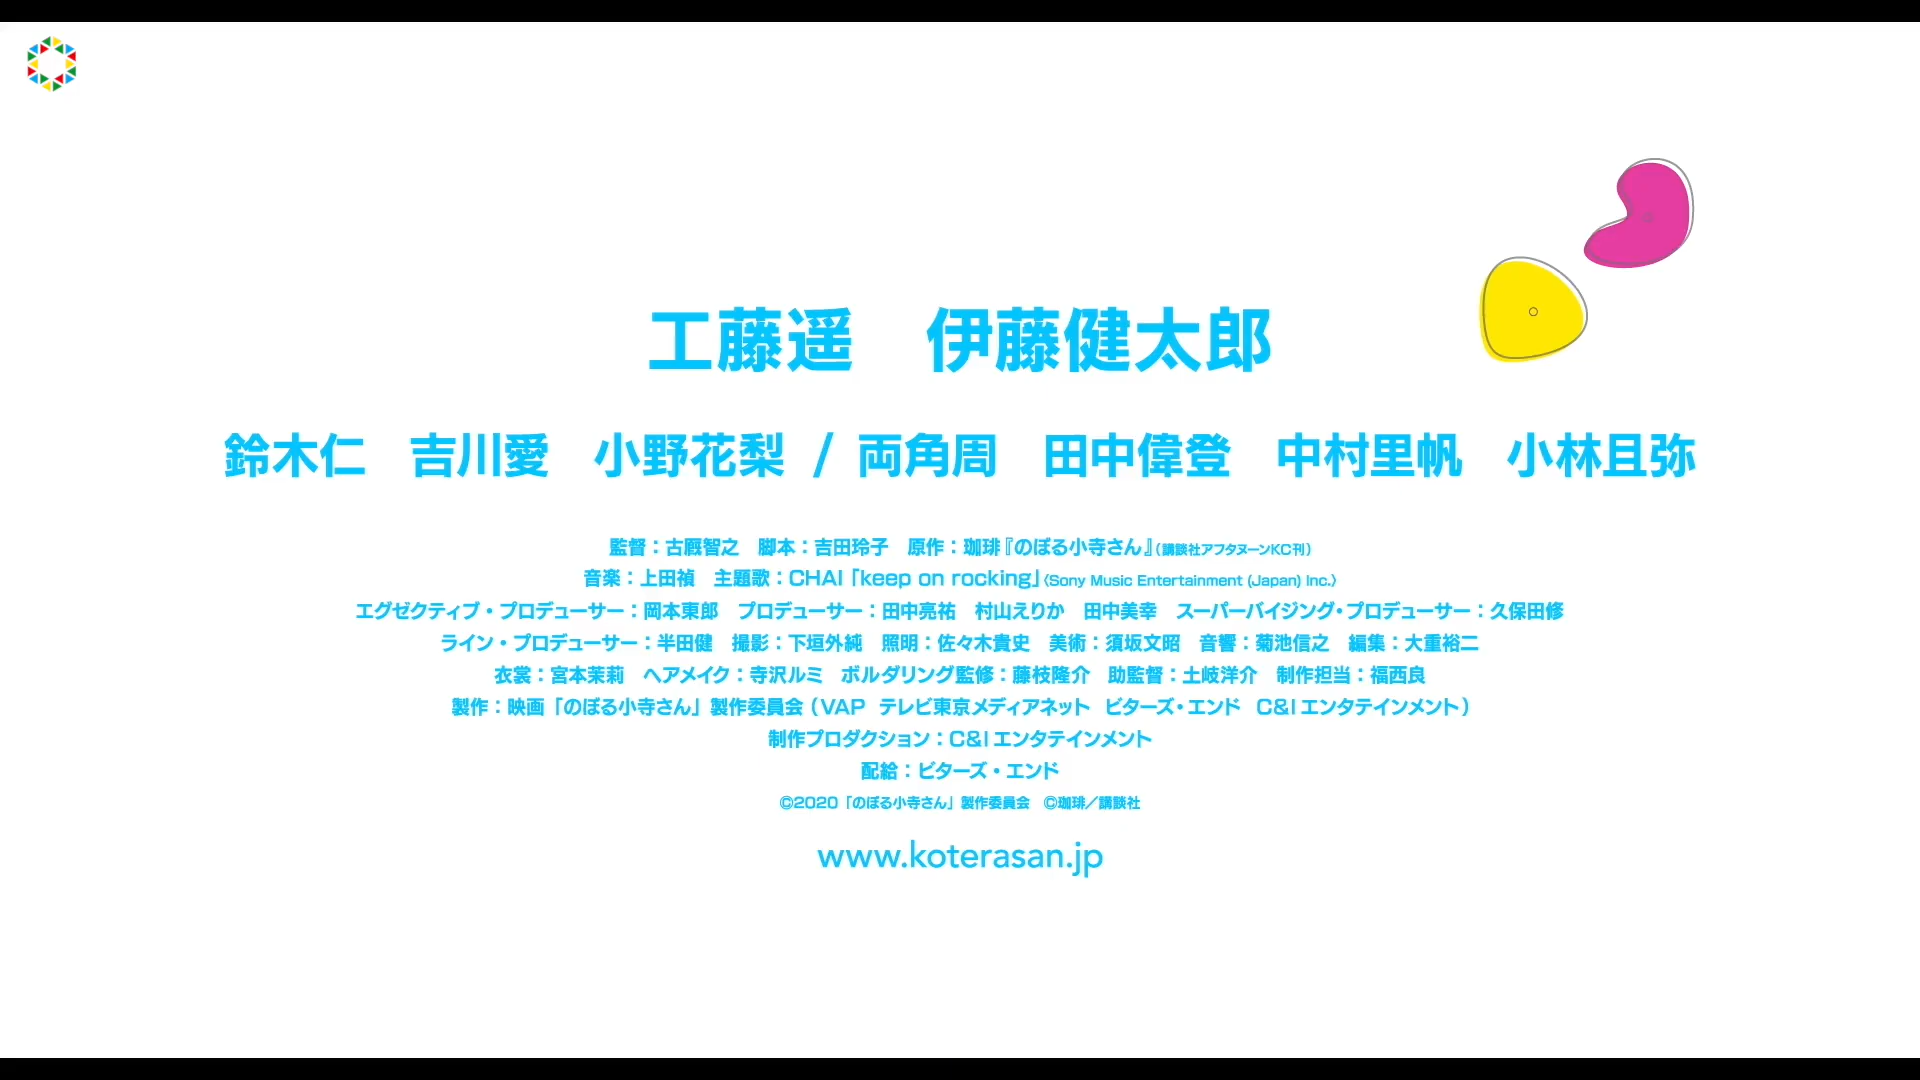 工藤遥　伊藤健太郎
鈴木仁　吉川愛　小野花梨 / 両角周　田中偉登　中村里帆　小林且弥
監督：古厩智之　脚本：吉田玲子　原作：珈琲『のぼる小寺さん』（講談社アフタヌーンKC刊）
音楽：上田禎　主題歌：CHAI「keep on rocking」〈Sony Music Entertainment (Japan) Inc.〉
エグゼクティブ・プロデューサー：岡本東郎　プロデューサー：田中亮祐　村山えりか　田中美幸　スーパーバイジング・プロデューサー：久保田修
ライン・プロデューサー：半田健　撮影：下垣外純　照明：佐々木貴史　美術：須坂文昭　音響：菊池信之　編集：大重裕二
衣裳：宮本茉莉　ヘアメイク：寺沢ルミ　ボルダリング監修：藤枝隆介　助監督：土岐洋介　制作担当：福西良
製作：映画「のぼる小寺さん」製作委員会（VAP　テレビ東京メディアネット　ビターズ・エンド　C&Iエンタテインメント）
制作プロダクション：C&Iエンタテインメント
配給：ビターズ・エンド
©2020「のぼる小寺さん」製作委員会　©珈琲／講談社
www.koterasan.jp